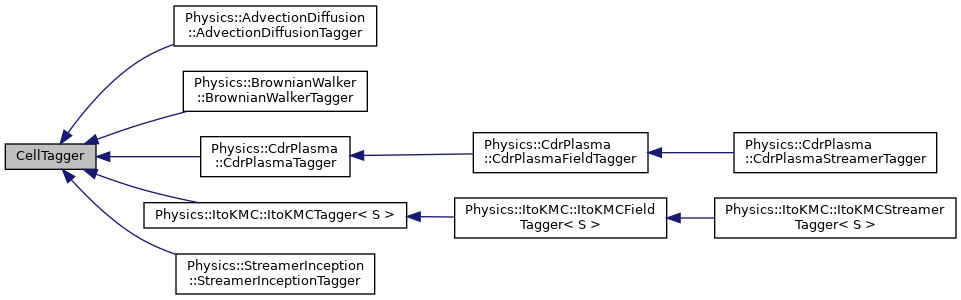 Physics::AdvectionDiffusion
::AdvectionDiffusionTagger
Physics::BrownianWalker
::BrownianWalkerTagger
CellTagger
Physics::CdrPlasma
::CdrPlasmaTagger
Physics::CdrPlasma
::CdrPlasmaFieldTagger
Physics::CdrPlasma
::CdrPlasmaStreamerTagger
Physics::ItoKMC::ItoKMCTagger< S >
Physics::ItoKMC::ItoKMCField
Tagger< S >
Physics::ItoKMC::ItoKMCStreamer
Tagger< S >
Physics::StreamerInception
::StreamerInceptionTagger